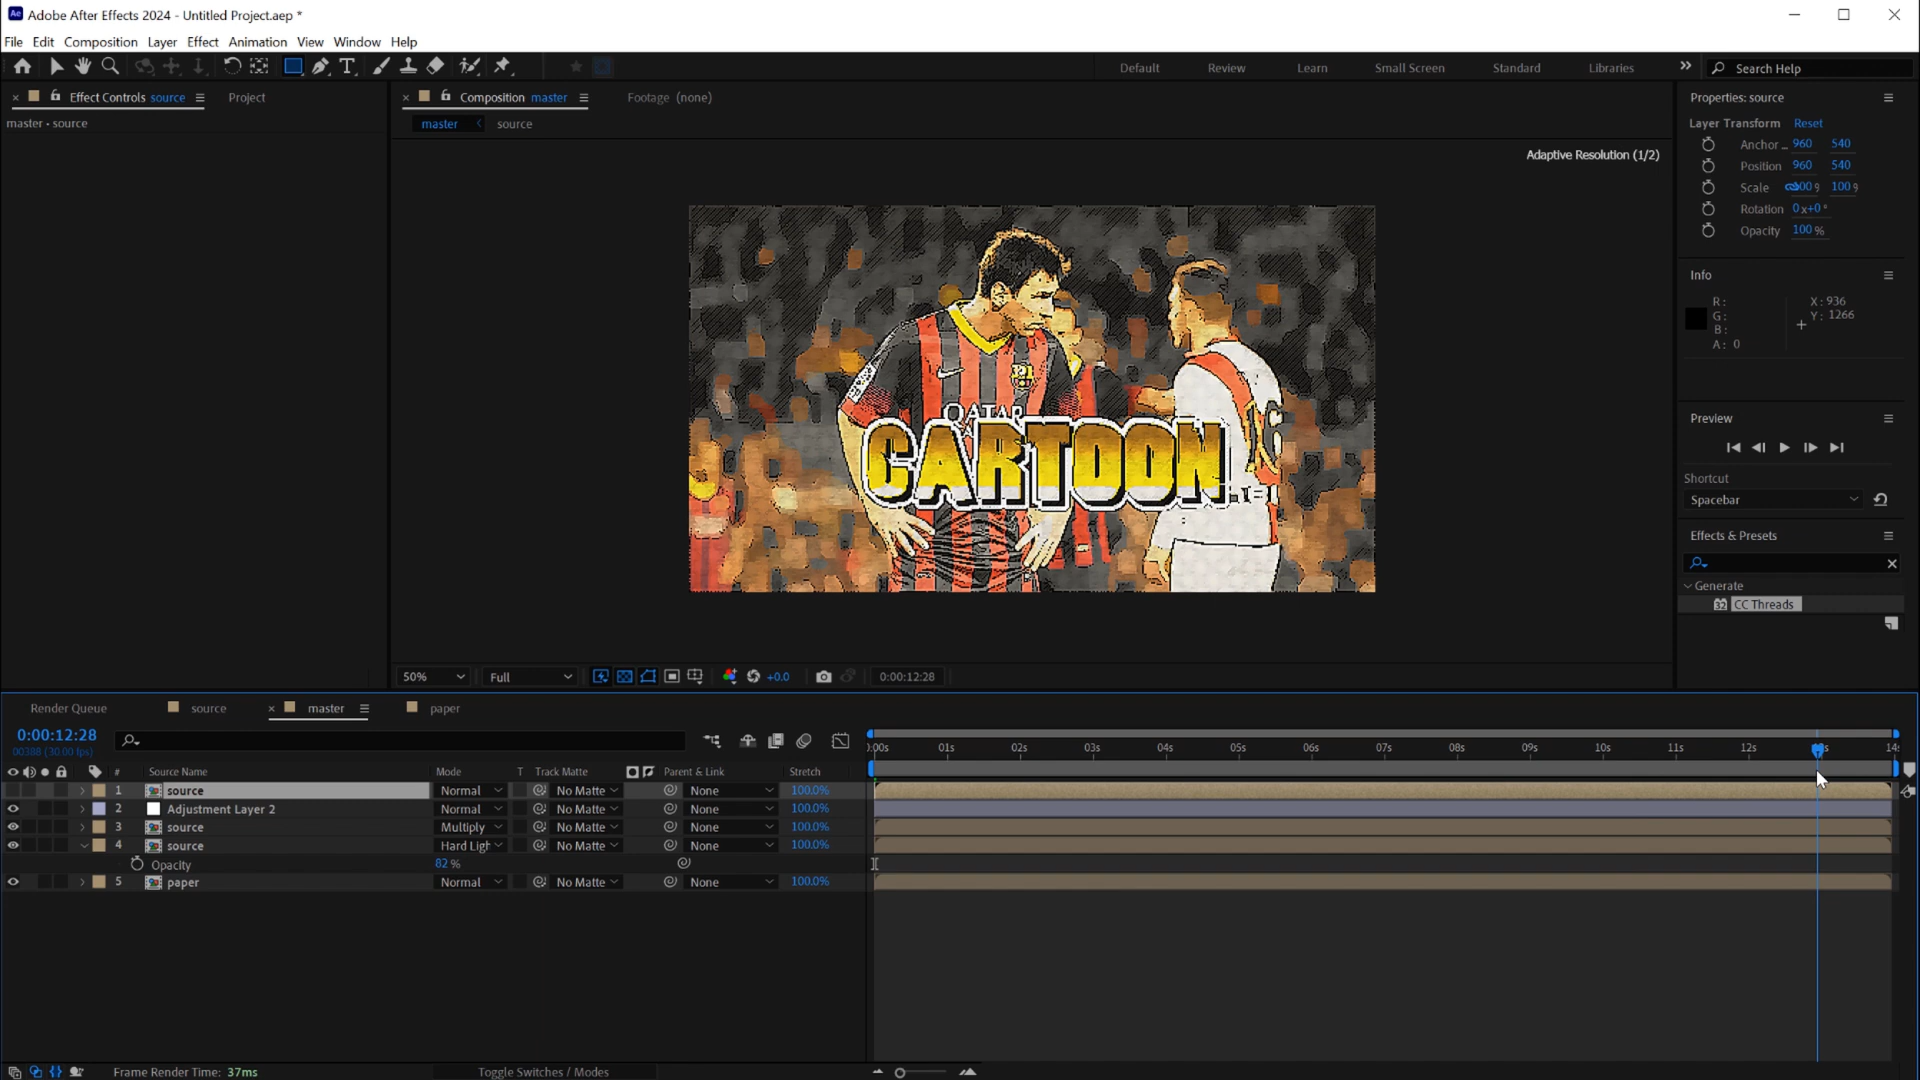 Adobe After Effects 2024 - Untitled Project.aep *
File Edit Composition Layer Effect Animation View Window Help
Default Review Learn Small Screen Standard Libraries Search Help
Effect Controls source Project
master • source
Composition master Footage (none)
master source
Adaptive Resolution (1/2)
QATAR
CARTOON
50% Full +0.0 0:00:12:28
Properties: source
Layer Transform Reset
Anchor ... 960 540
Position 960 540
Scale 100 100
Rotation 0x+0°
Opacity 100 %
Info
R: X: 936
G: Y: 1266
B:
A: 0
Preview
Shortcut
Spacebar
Effects & Presets
Generate
32 CC Threads
Render Queue source master paper
0:00:12:28
00388 (30.00 fps)
:00s 01s 02s 03s 04s 05s 06s 07s 08s 09s 10s 11s 12s 14s
# Source Name Mode T Track Matte Parent & Link Stretch
1 source Normal No Matte None 100.0%
2 Adjustment Layer 2 Normal No Matte None 100.0%
3 source Multiply No Matte None 100.0%
4 source Hard Ligh No Matte None 100.0%
Opacity 82 %
5 paper Normal No Matte None 100.0%
Frame Render Time: 37ms Toggle Switches / Modes